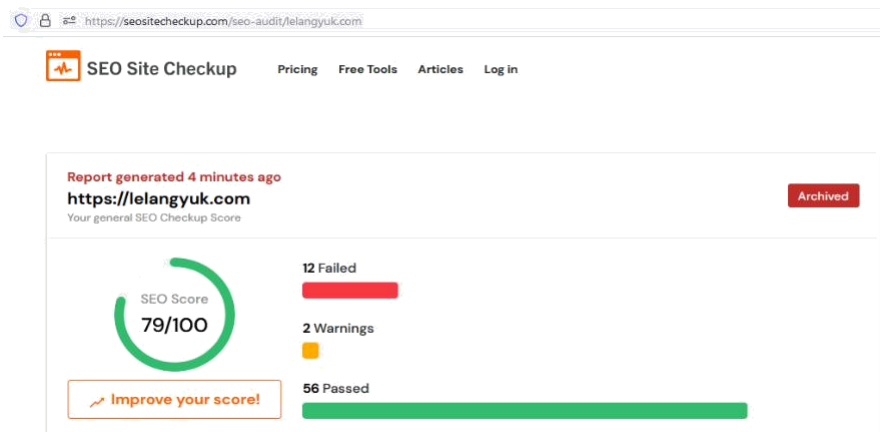 https://seositecheckup.com/seo-audit/lelangyuk.com
SEO Site Checkup Pricing Free Tools Articles Log in
Report generated 4 minutes ago
https://lelangyuk.com
Your general SEO Checkup Score
Archived
SEO Score
79/100
Improve your score!
12 Failed
2 Warnings
56 Passed